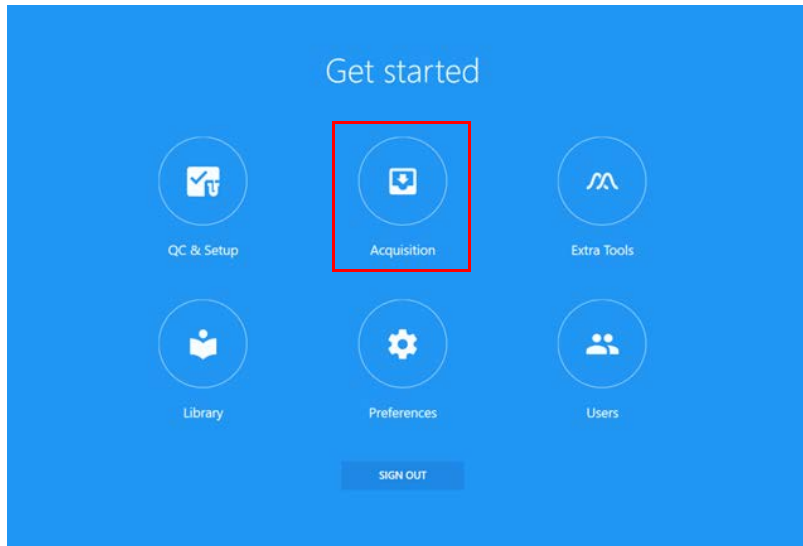 Get started
QC & Setup
Acquisition
Extra Tools
Library
Preferences
Users
SIGN OUT